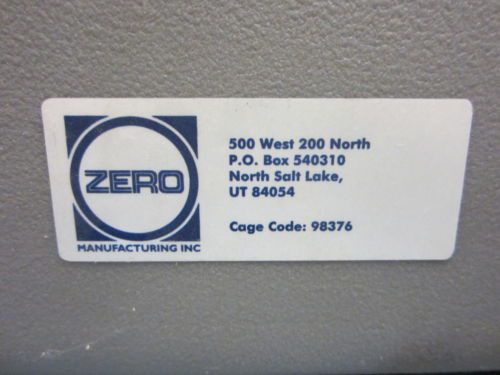 ZERO
MANUFACTURING INC
500 West 200 North
P.O. Box 540310
North Salt Lake,
UT 84054
Cage Code: 98376